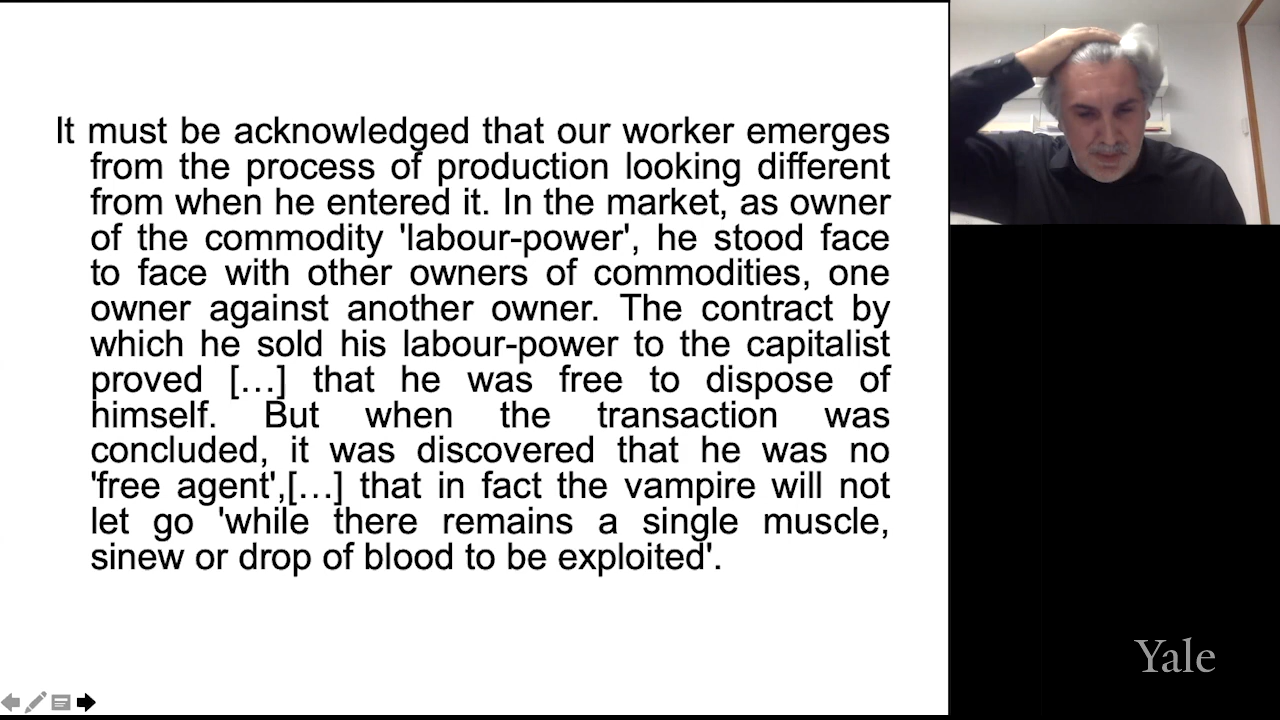 It must be acknowledged that our worker emerges
from the process of production looking different
from when he entered it. In the market, as owner
of the commodity 'labour-power', he stood face
to face with other owners of commodities, one
owner against another owner. The contract by
which he sold his labour-power to the capitalist
proved [...] that he was free to dispose of
himself. But when the transaction was
concluded, it was discovered that he was no
'free agent',[...] that in fact the vampire will not
let go 'while there remains a single muscle,
sinew or drop of blood to be exploited'.
Yale